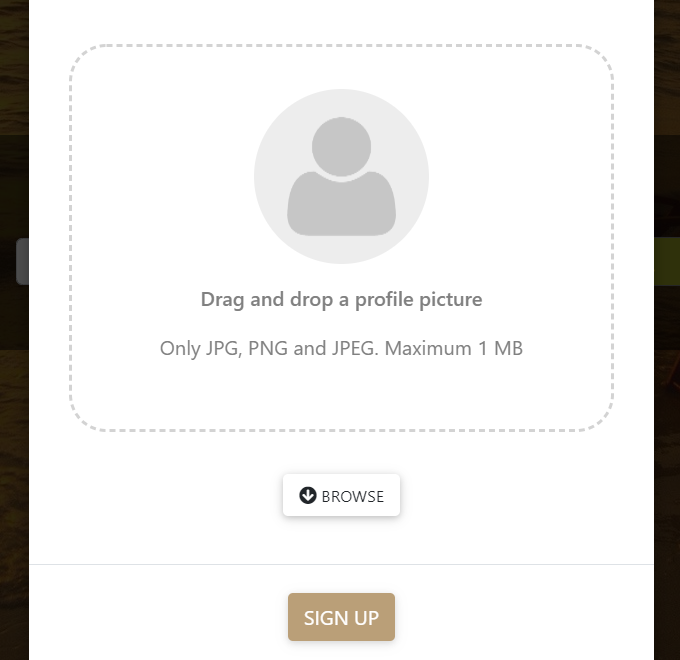 Drag and drop a profile picture
Only JPG, PNG and JPEG. Maximum 1 MB
BROWSE
SIGN UP